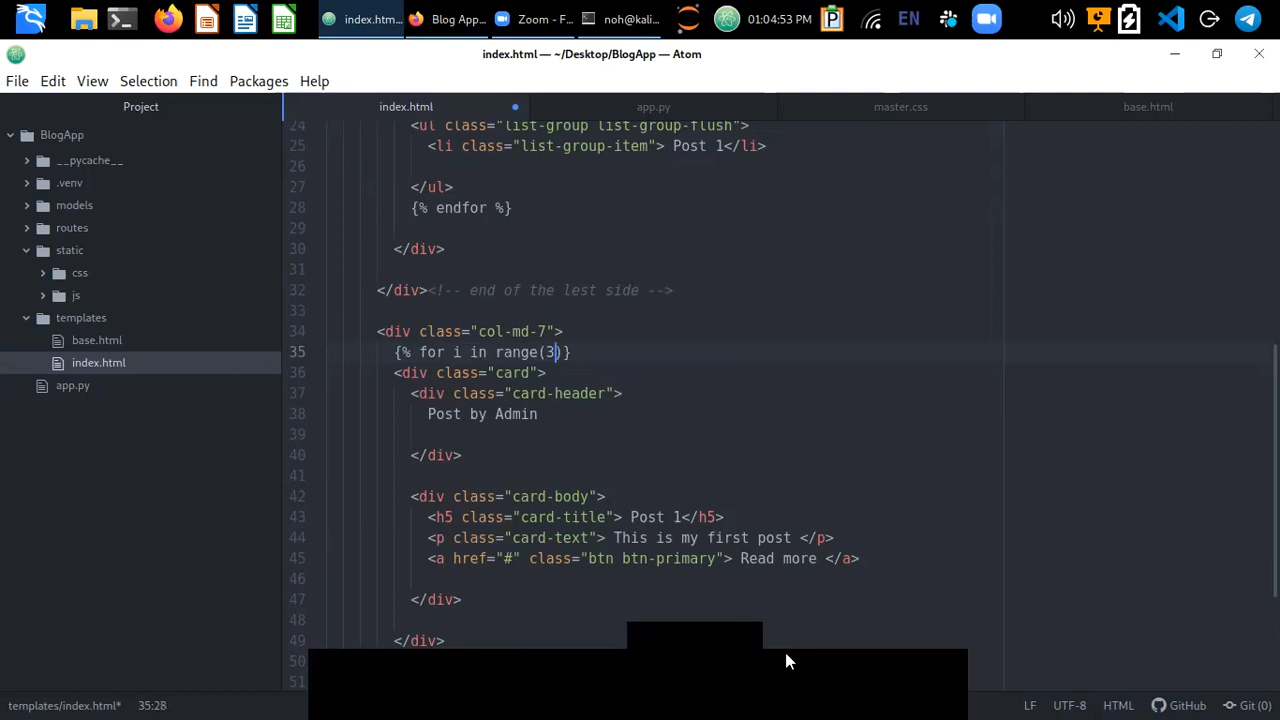 index.htm...
Blog App...
Zoom - F...
noh@kali...
01:04:53 PM
P
EN
index.html — ~/Desktop/BlogApp — Atom
File Edit View Selection Find Packages Help
Project
index.html
app.py
master.css
base.html
BlogApp
__pycache__
.venv
models
routes
static
css
js
templates
base.html
index.html
app.py
24 <ul class="list-group list-group-flush">
25 <li class="list-group-item"> Post 1</li>
26
27 </ul>
28 {% endfor %}
29
30 </div>
31
32 </div><!-- end of the lest side -->
33
34 <div class="col-md-7">
35 {% for i in range(3)}
36 <div class="card">
37 <div class="card-header">
38 Post by Admin
39
40 </div>
41
42 <div class="card-body">
43 <h5 class="card-title"> Post 1</h5>
44 <p class="card-text"> This is my first post </p>
45 <a href="#" class="btn btn-primary"> Read more </a>
46
47 </div>
48
49 </div>
50
51
templates/index.html* 35:28
LF UTF-8 HTML GitHub Git (0)